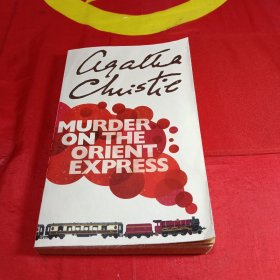 Agatha
Christie
MURDER
ON THE
ORIENT
EXPRESS